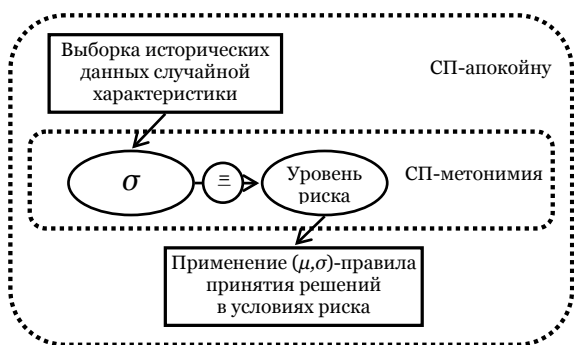 Выборка исторических
данных случайной
характеристики
СП-апокойну
σ
≡
Уровень
риска
СП-метонимия
Применение (μ,σ)-правила
принятия решений
в условиях риска